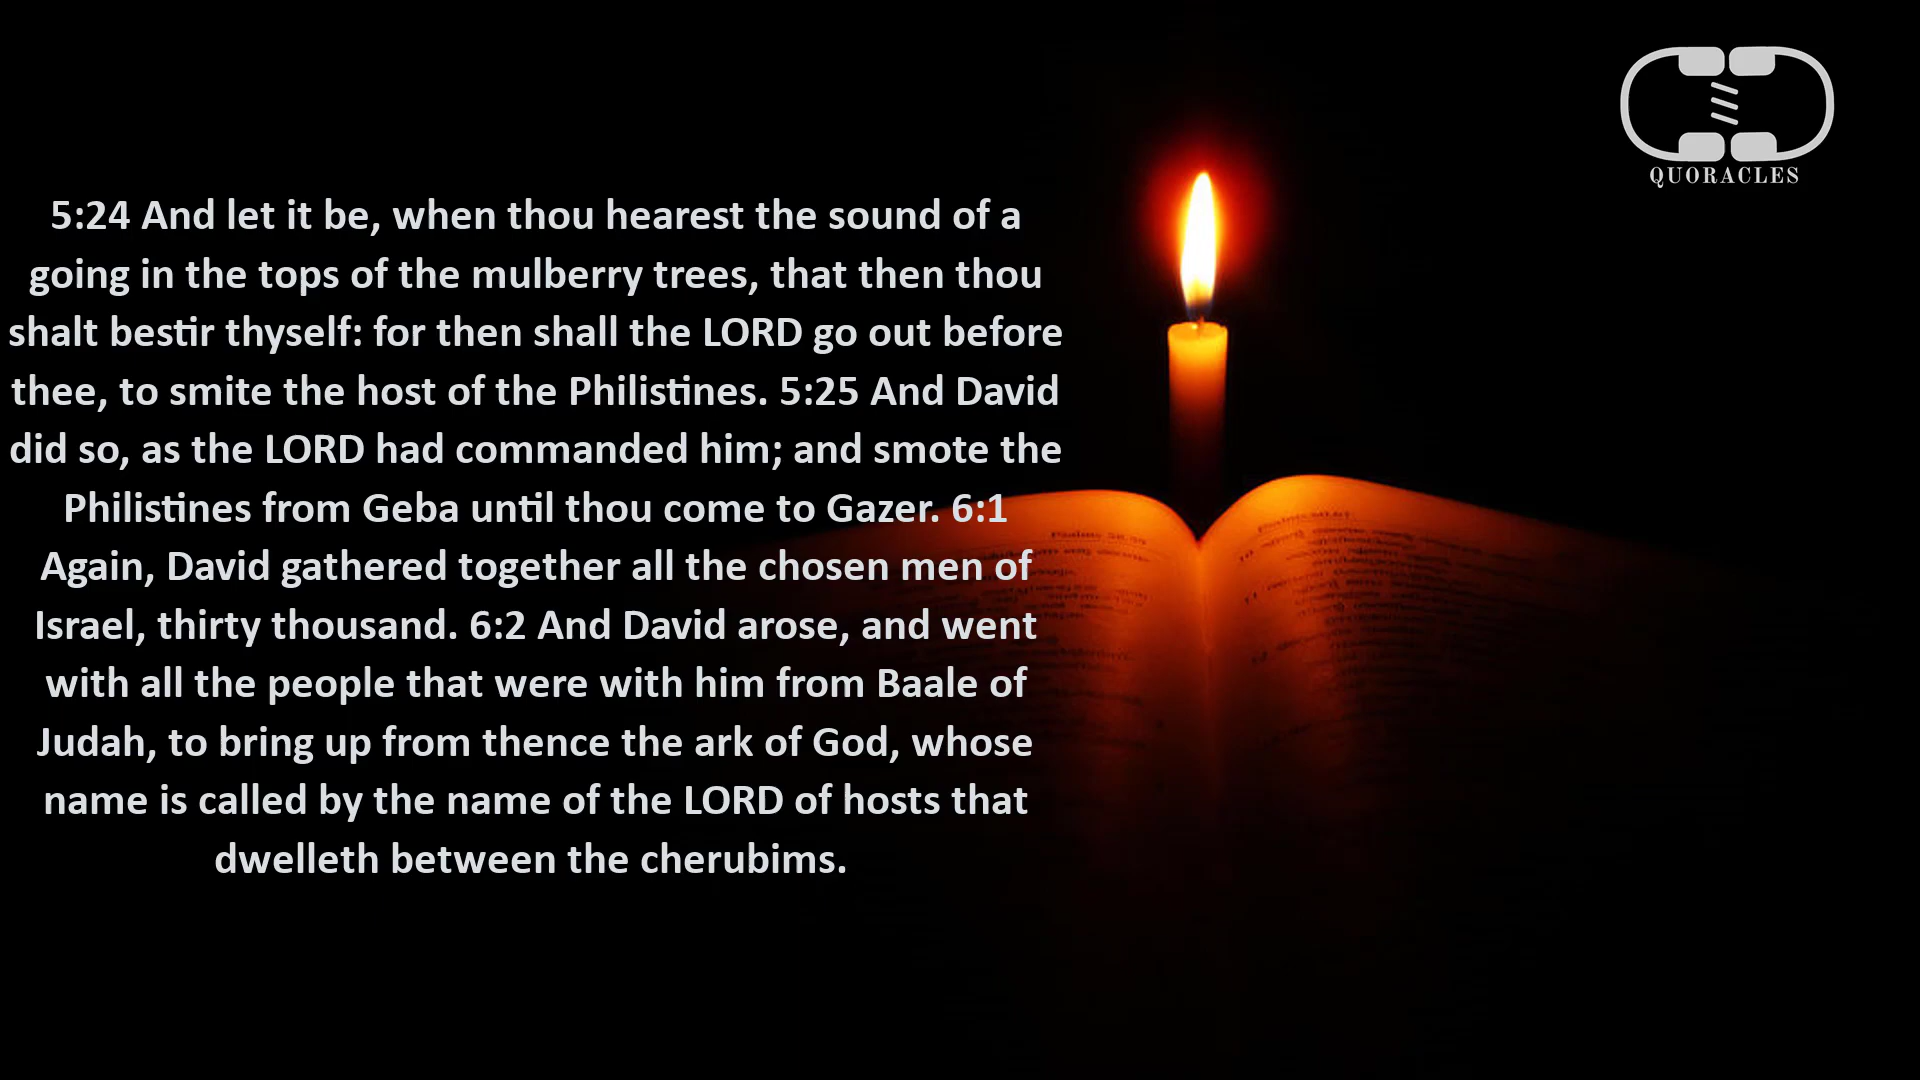 QUORACLES
5:24 And let it be, when thou hearest the sound of a
going in the tops of the mulberry trees, that then thou
shalt bestir thyself: for then shall the LORD go out before
thee, to smite the host of the Philistines. 5:25 And David
did so, as the LORD had commanded him; and smote the
Philistines from Geba until thou come to Gazer. 6:1
Again, David gathered together all the chosen men of
Israel, thirty thousand. 6:2 And David arose, and went
with all the people that were with him from Baale of
Judah, to bring up from thence the ark of God, whose
name is called by the name of the LORD of hosts that
dwelleth between the cherubims.